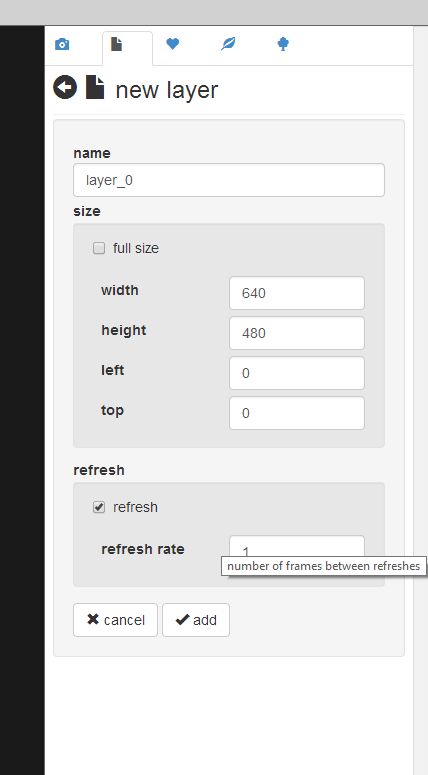 new layer
name
layer_0
size
full size
width 640
height 480
left 0
top 0
refresh
refresh
refresh rate 1
number of frames between refreshes
cancel add